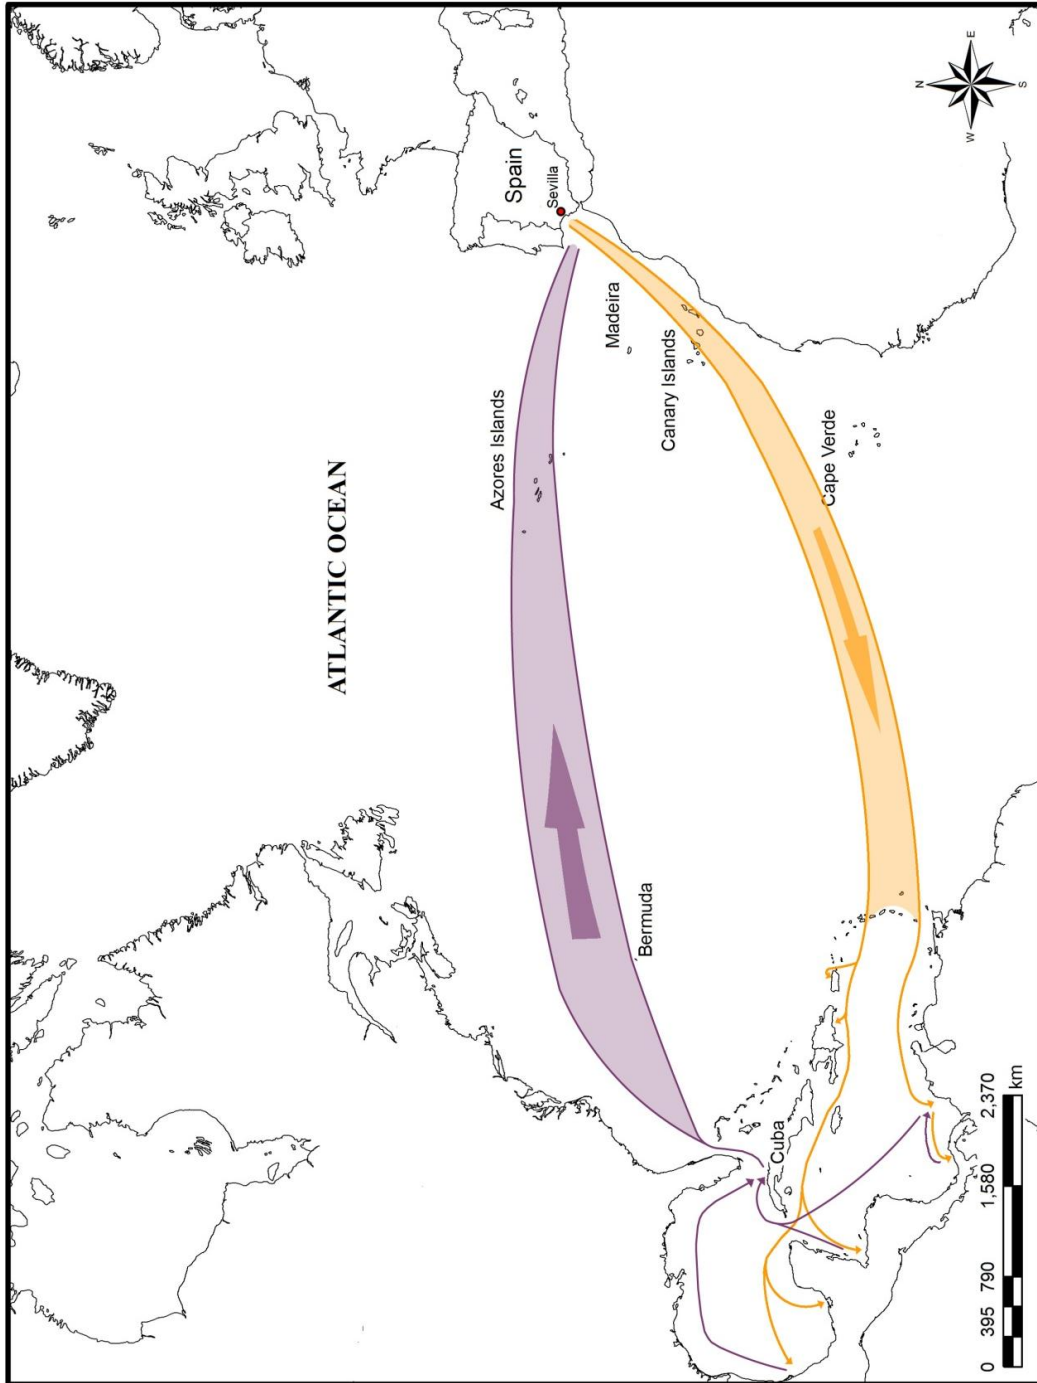 N
E
S
W
Spain
Sevilla
Madeira
Azores Islands
Canary Islands
Cape Verde
ATLANTIC OCEAN
Bermuda
Cuba
0 395 790 1,580 2,370
km